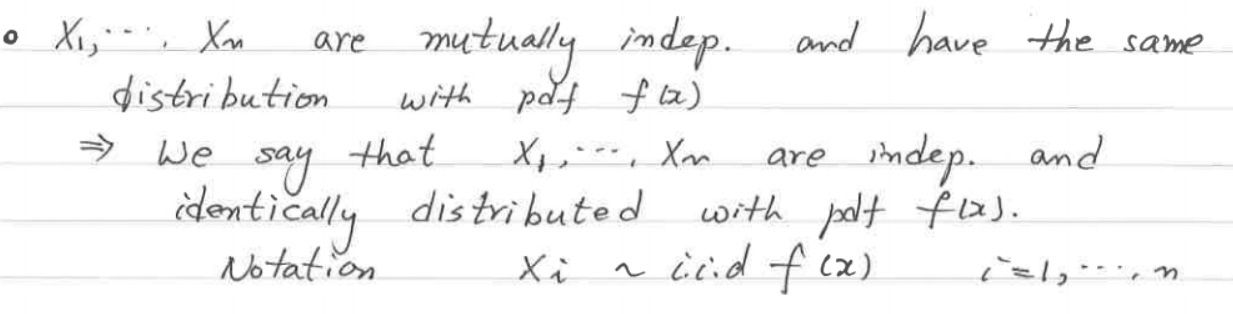 • X₁, ⋯, Xₙ are mutually indep. and have the same
distribution with pdf f(x)
⇒ We say that X₁, ⋯, Xₙ are indep. and
identically distributed with pdf f(x).
Notation Xi ~ i.i.d f(x) i=1, ⋯, n